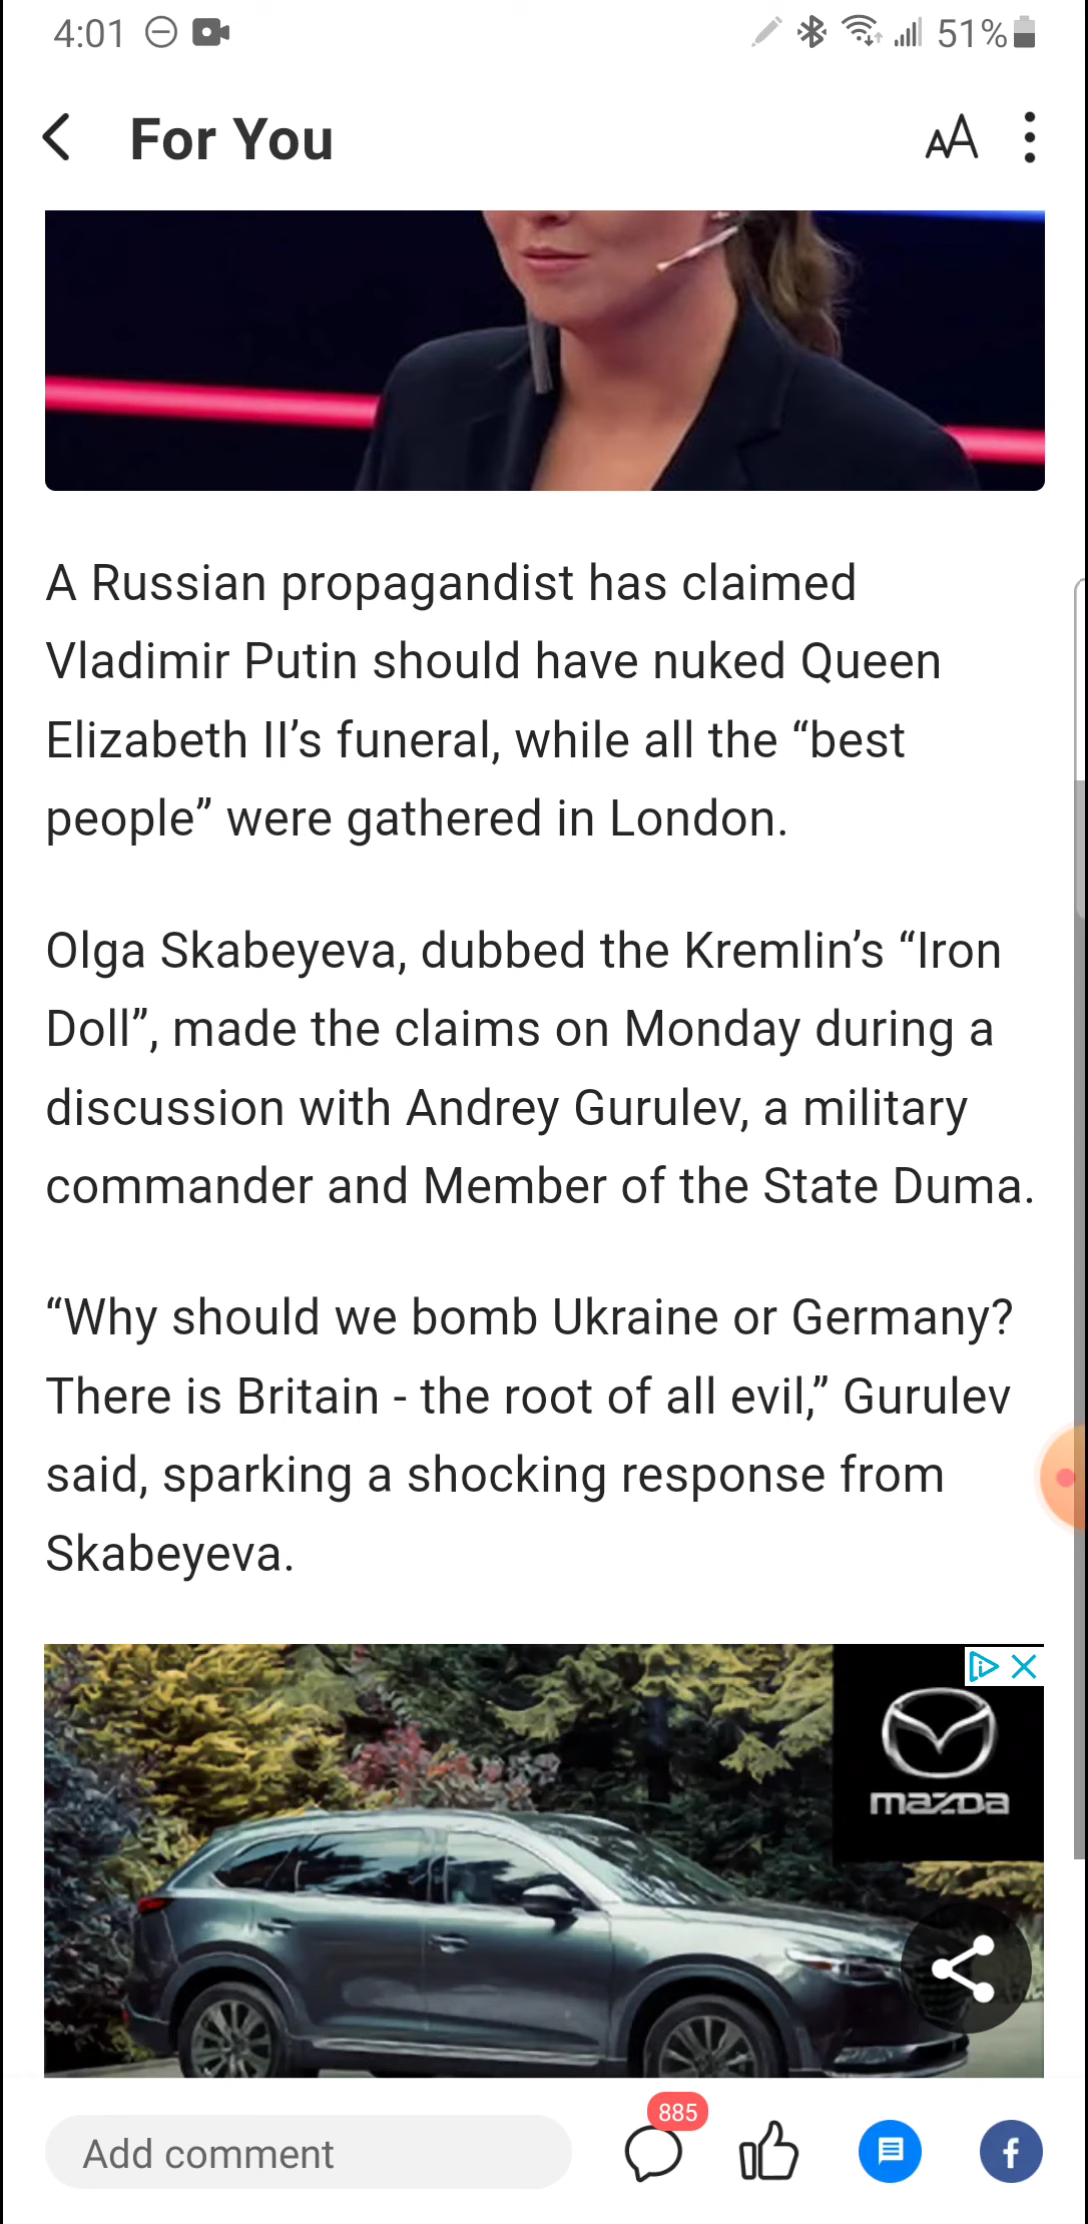 4:01
51%
For You
AA
A Russian propagandist has claimed
Vladimir Putin should have nuked Queen
Elizabeth II’s funeral, while all the “best
people” were gathered in London.
Olga Skabeyeva, dubbed the Kremlin’s “Iron
Doll”, made the claims on Monday during a
discussion with Andrey Gurulev, a military
commander and Member of the State Duma.
“Why should we bomb Ukraine or Germany?
There is Britain - the root of all evil,” Gurulev
said, sparking a shocking response from
Skabeyeva.
mazda
885
Add comment
f